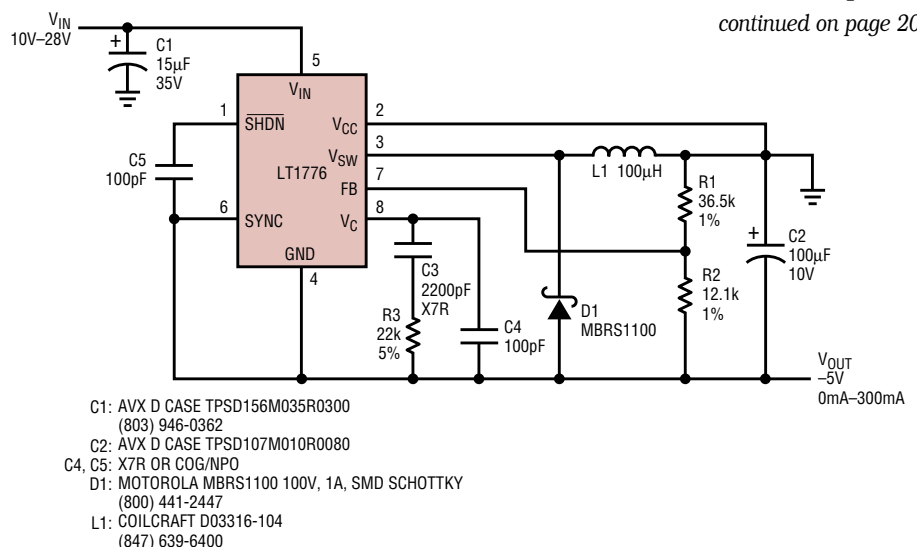 continued on page 20
VIN
10V–28V
+
C1
15µF
35V
5
VIN
1
SHDN
VCC
2
VSW
3
LT1776
L1 100µH
C5
100pF
FB
7
R1
36.5k
1%
6
SYNC
VC
8
+
C2
100µF
10V
GND
4
C3
2200pF
X7R
R2
12.1k
1%
D1
MBRS1100
R3
22k
5%
C4
100pF
VOUT
–5V
0mA–300mA
C1: AVX D CASE TPSD156M035R0300
(803) 946-0362
C2: AVX D CASE TPSD107M010R0080
C4, C5: X7R OR COG/NPO
D1: MOTOROLA MBRS1100 100V, 1A, SMD SCHOTTKY
(800) 441-2447
L1: COILCRAFT D03316-104
(847) 639-6400